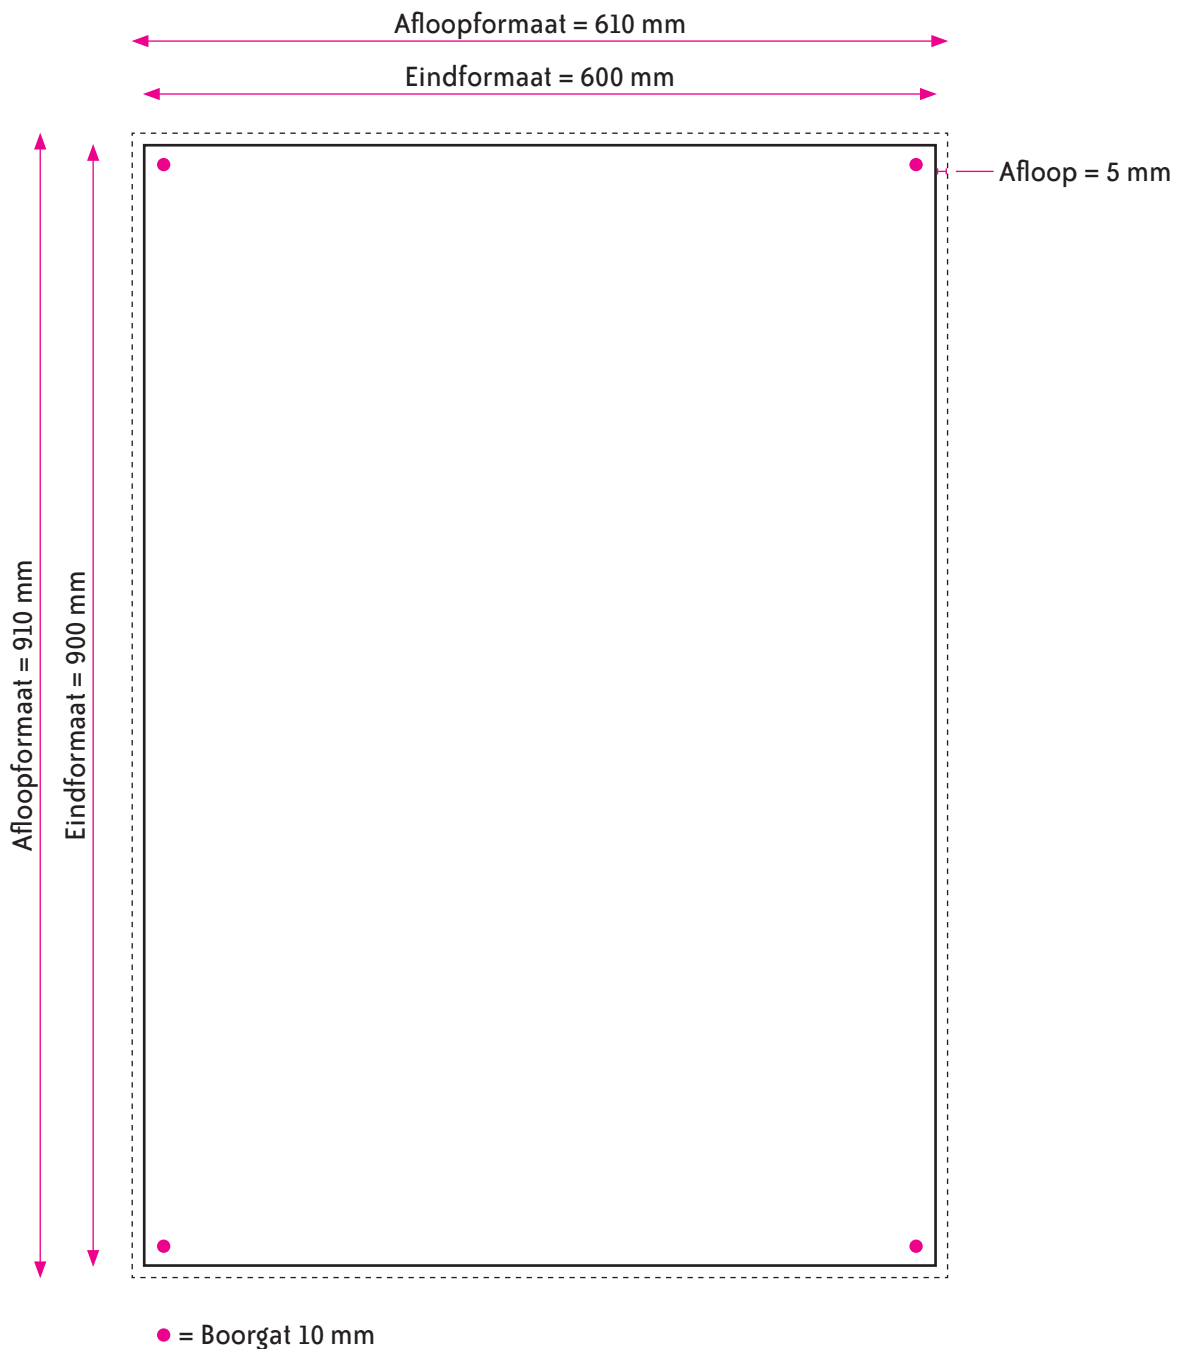 Afloopformaat = 610 mm
Eindformaat = 600 mm
Afloop = 5 mm
Afloopformaat = 910 mm
Eindformaat = 900 mm
= Boorgat 10 mm